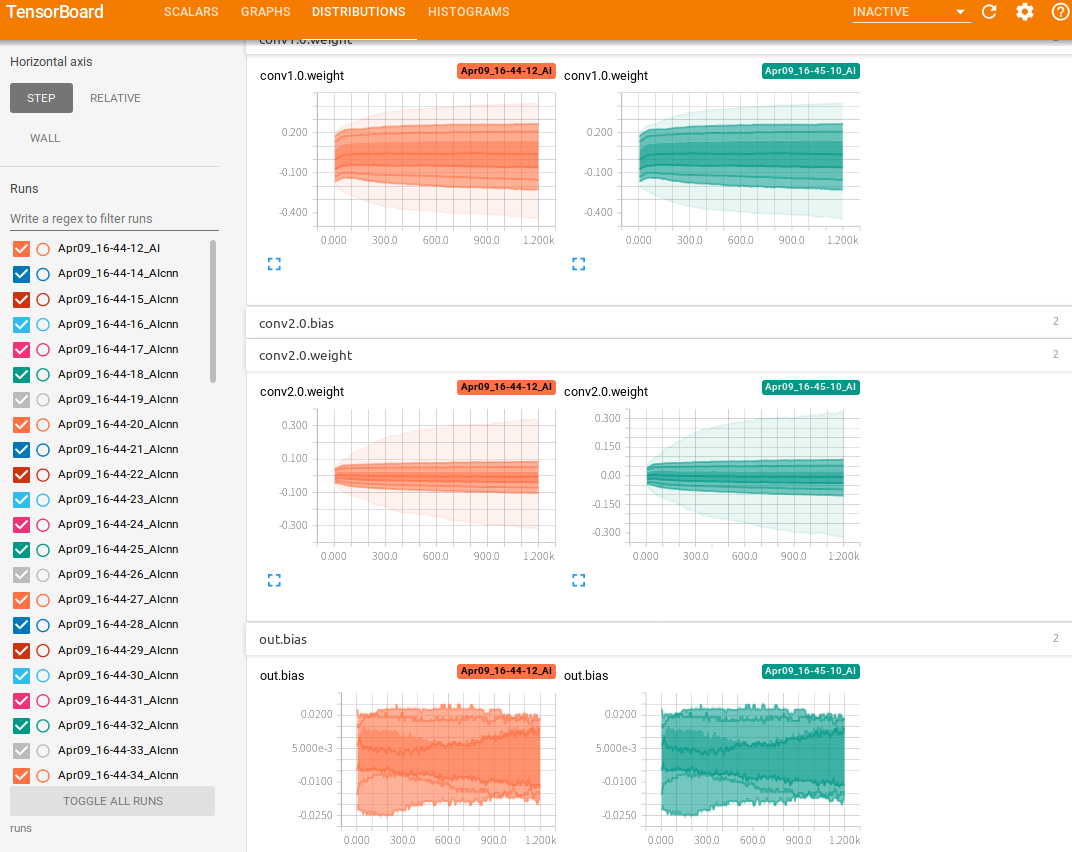 TensorBoard
SCALARS GRAPHS DISTRIBUTIONS HISTOGRAMS
INACTIVE
Horizontal axis
STEP RELATIVE
WALL
Runs
Write a regex to filter runs
Apr09_16-44-12_AI
Apr09_16-44-14_AIcnn
Apr09_16-44-15_AIcnn
Apr09_16-44-16_AIcnn
Apr09_16-44-17_AIcnn
Apr09_16-44-18_AIcnn
Apr09_16-44-19_AIcnn
Apr09_16-44-20_AIcnn
Apr09_16-44-21_AIcnn
Apr09_16-44-22_AIcnn
Apr09_16-44-23_AIcnn
Apr09_16-44-24_AIcnn
Apr09_16-44-25_AIcnn
Apr09_16-44-26_AIcnn
Apr09_16-44-27_AIcnn
Apr09_16-44-28_AIcnn
Apr09_16-44-29_AIcnn
Apr09_16-44-30_AIcnn
Apr09_16-44-31_AIcnn
Apr09_16-44-32_AIcnn
Apr09_16-44-33_AIcnn
Apr09_16-44-34_AIcnn
TOGGLE ALL RUNS
runs
conv1.0.weight
conv1.0.weight Apr09_16-44-12_AI
0.200
-0.100
-0.400
0.000 300.0 600.0 900.0 1.200k
conv1.0.weight Apr09_16-45-10_AI
0.200
-0.100
-0.400
0.000 300.0 600.0 900.0 1.200k
conv2.0.bias 2
conv2.0.weight 2
conv2.0.weight Apr09_16-44-12_AI
0.300
0.100
-0.100
-0.300
0.000 300.0 600.0 900.0 1.200k
conv2.0.weight Apr09_16-45-10_AI
0.300
0.150
0.00
-0.150
-0.300
0.000 300.0 600.0 900.0 1.200k
out.bias 2
out.bias Apr09_16-44-12_AI
0.0200
5.000e-3
-0.0100
-0.0250
0.000 300.0 600.0 900.0 1.200k
out.bias Apr09_16-45-10_AI
0.0200
5.000e-3
-0.0100
-0.0250
0.000 300.0 600.0 900.0 1.200k